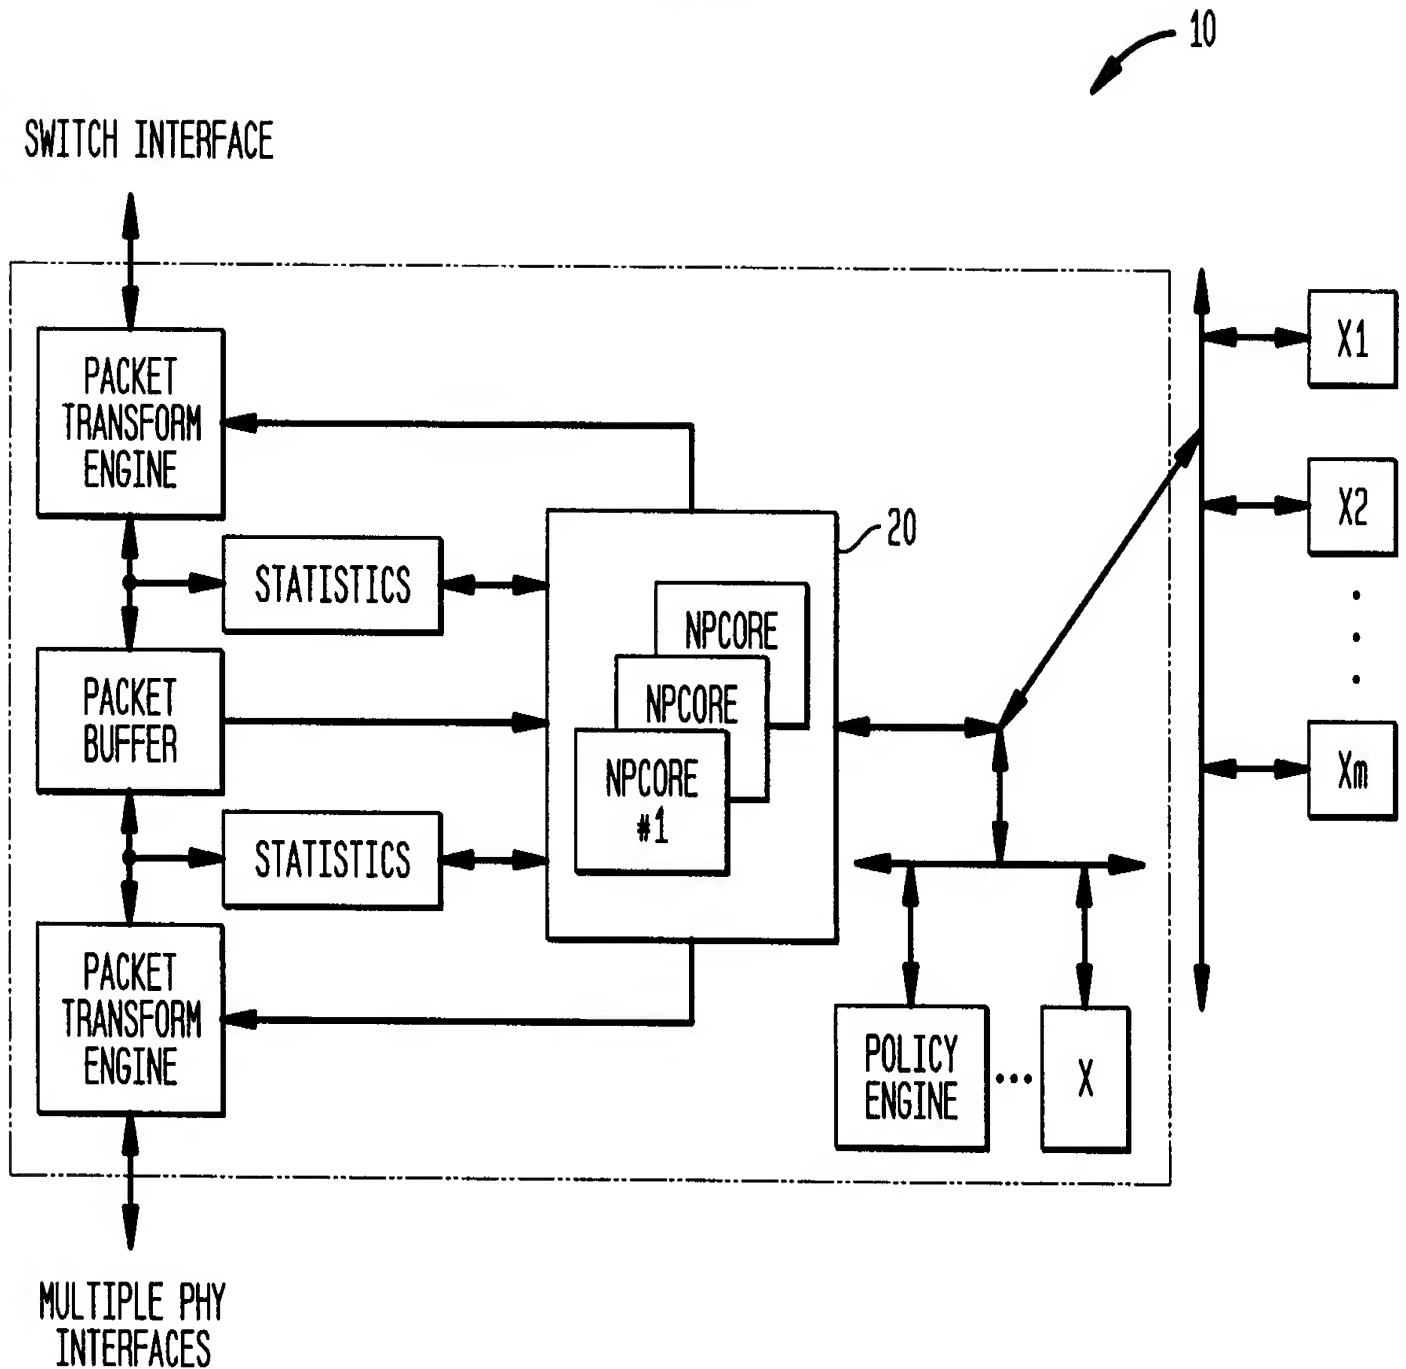 10
SWITCH INTERFACE
PACKET
TRANSFORM
ENGINE
X1
X2
20
STATISTICS
NPCORE
NPCORE
NPCORE
#1
PACKET
BUFFER
Xm
STATISTICS
PACKET
TRANSFORM
ENGINE
POLICY
ENGINE
X
MULTIPLE PHY
INTERFACES